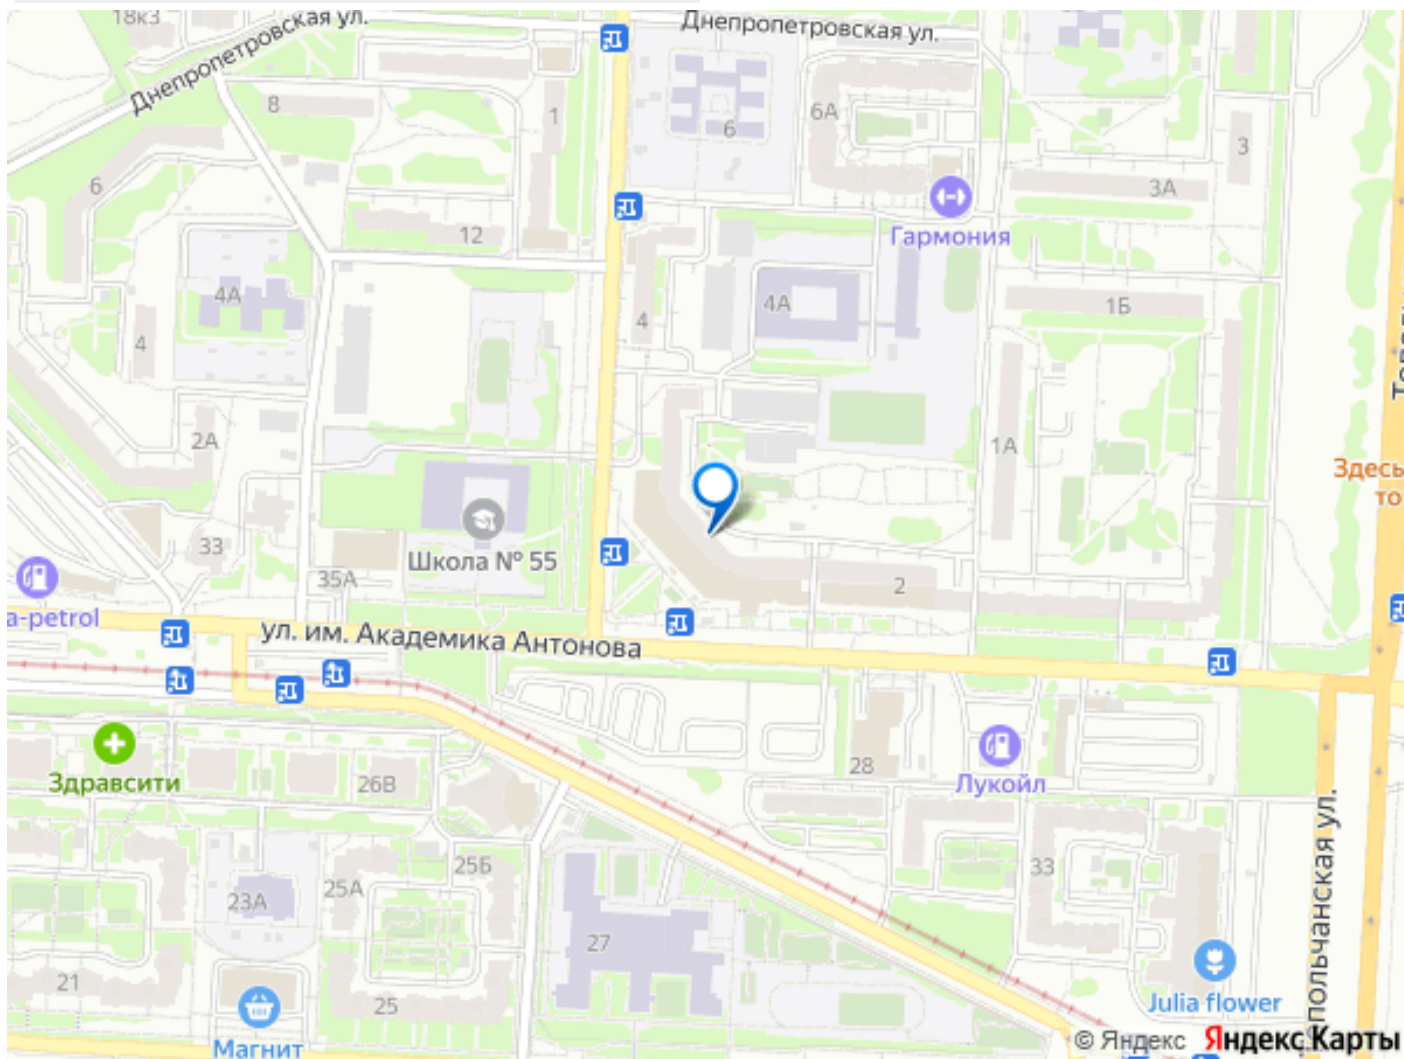 18к3
Днепропетровская ул.
Днепропетровская ул.
8
1
6
6А
3
6
3А
12
Гармония
4А
4А
1Б
4
4
2А
1А
Здесь
то
33
Школа № 55
35А
2
a-petrol
ул. им. Академика Антонова
28
Лукойл
Здравсити
26В
25Б
33
польчанская ул.
25А
23А
27
21
25
Julia flower
Магнит
© Яндекс Яндекс Карты